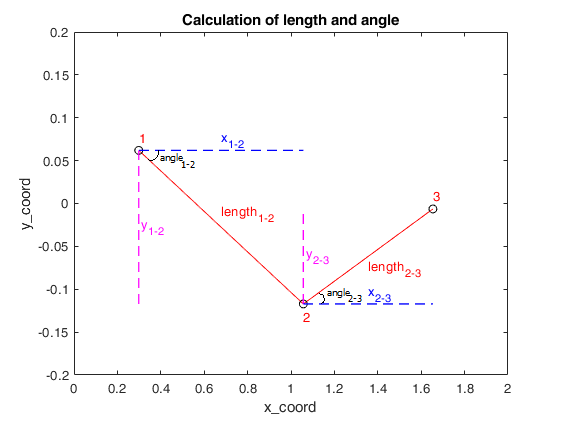 Calculation of length and angle
0.2
0.15
0.1
0.05
0
-0.05
-0.1
-0.15
-0.2
y_coord
1
x1-2
angle1-2
y1-2
length1-2
3
y2-3
length2-3
angle2-3
x2-3
2
0 0.2 0.4 0.6 0.8 1 1.2 1.4 1.6 1.8 2
x_coord